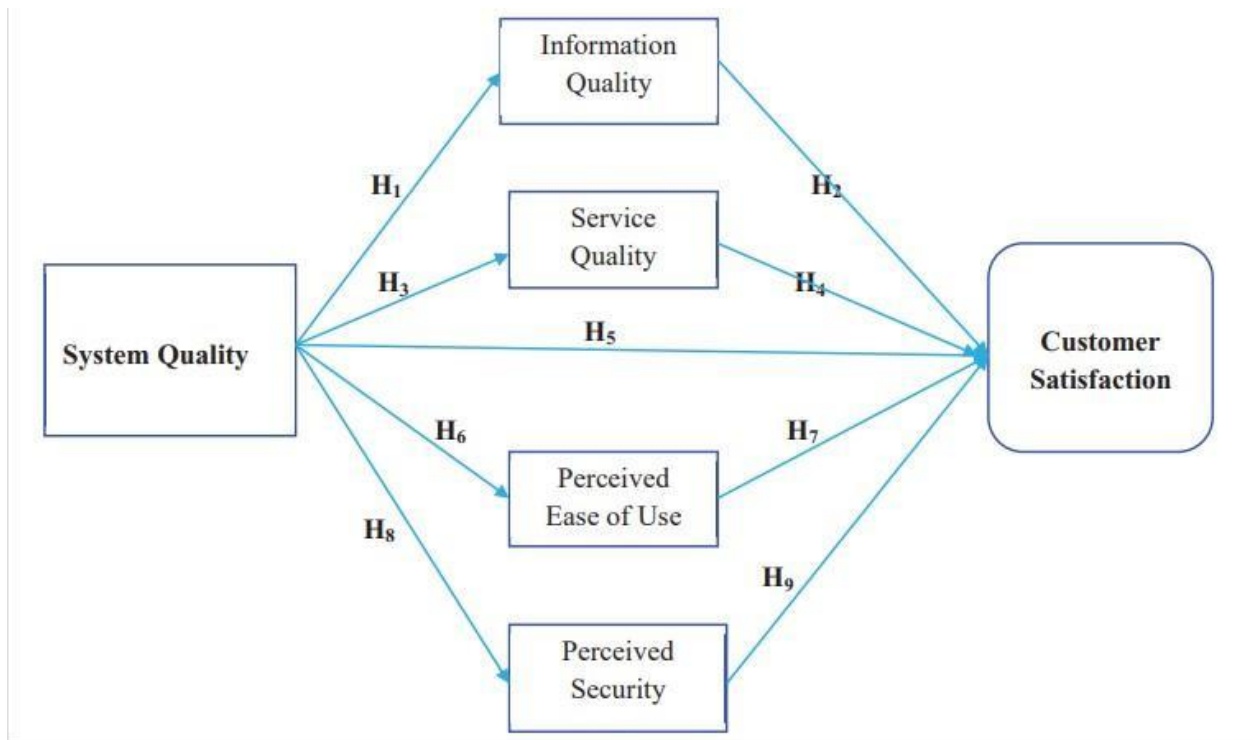 Information
Quality
H₁
H₂
Service
Quality
H₃
H₄
System Quality
H₅
Customer
Satisfaction
H₆
H₇
Perceived
Ease of Use
H₈
H₉
Perceived
Security